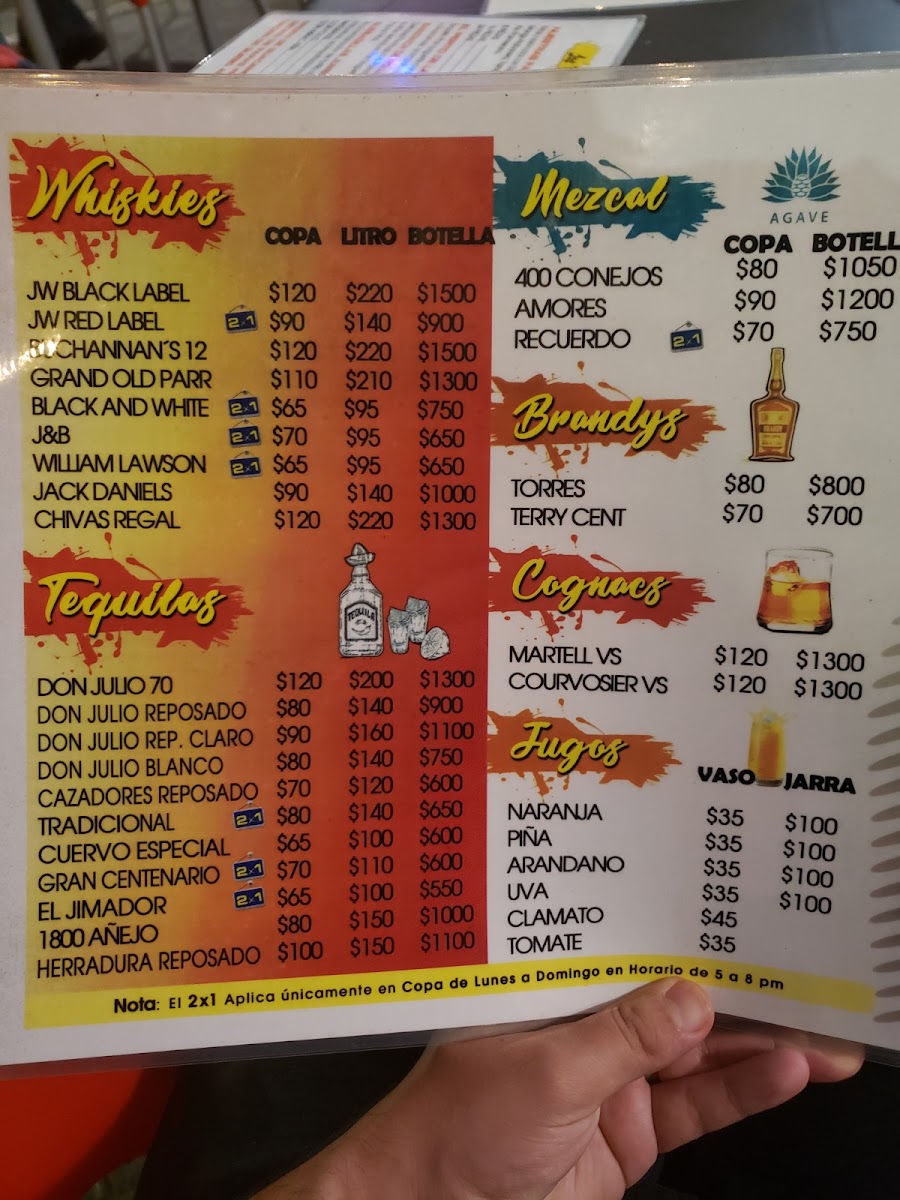 Whiskies
COPA LITRO BOTELLA
JW BLACK LABEL $120 $220 $1500
JW RED LABEL 2x1 $90 $140 $900
BUCHANNAN´S 12 $120 $220 $1500
GRAND OLD PARR $110 $210 $1300
BLACK AND WHITE 2x1 $65 $95 $750
J&B 2x1 $70 $95 $650
WILLIAM LAWSON 2x1 $65 $95 $650
JACK DANIELS $90 $140 $1000
CHIVAS REGAL $120 $220 $1300
Tequilas
TEQUILA
DON JULIO 70 $120 $200 $1300
DON JULIO REPOSADO $80 $140 $900
DON JULIO REP. CLARO $90 $160 $1100
DON JULIO BLANCO $80 $140 $750
CAZADORES REPOSADO $70 $120 $600
TRADICIONAL 2x1 $80 $140 $650
CUERVO ESPECIAL $65 $100 $600
GRAN CENTENARIO 2x1 $70 $110 $600
EL JIMADOR 2x1 $65 $100 $550
1800 AÑEJO $80 $150 $1000
HERRADURA REPOSADO $100 $150 $1100
Mezcal
AGAVE
COPA BOTELL
400 CONEJOS $80 $1050
AMORES $90 $1200
RECUERDO 2x1 $70 $750
Brandys
TORRES $80 $800
TERRY CENT $70 $700
Cognacs
MARTELL VS $120 $1300
COURVOSIER VS $120 $1300
Jugos
VASO JARRA
NARANJA $35 $100
PIÑA $35 $100
ARANDANO $35 $100
UVA $35 $100
CLAMATO $45
TOMATE $35
Nota: El 2x1 Aplica únicamente en Copa de Lunes a Domingo en Horario de 5 a 8 pm